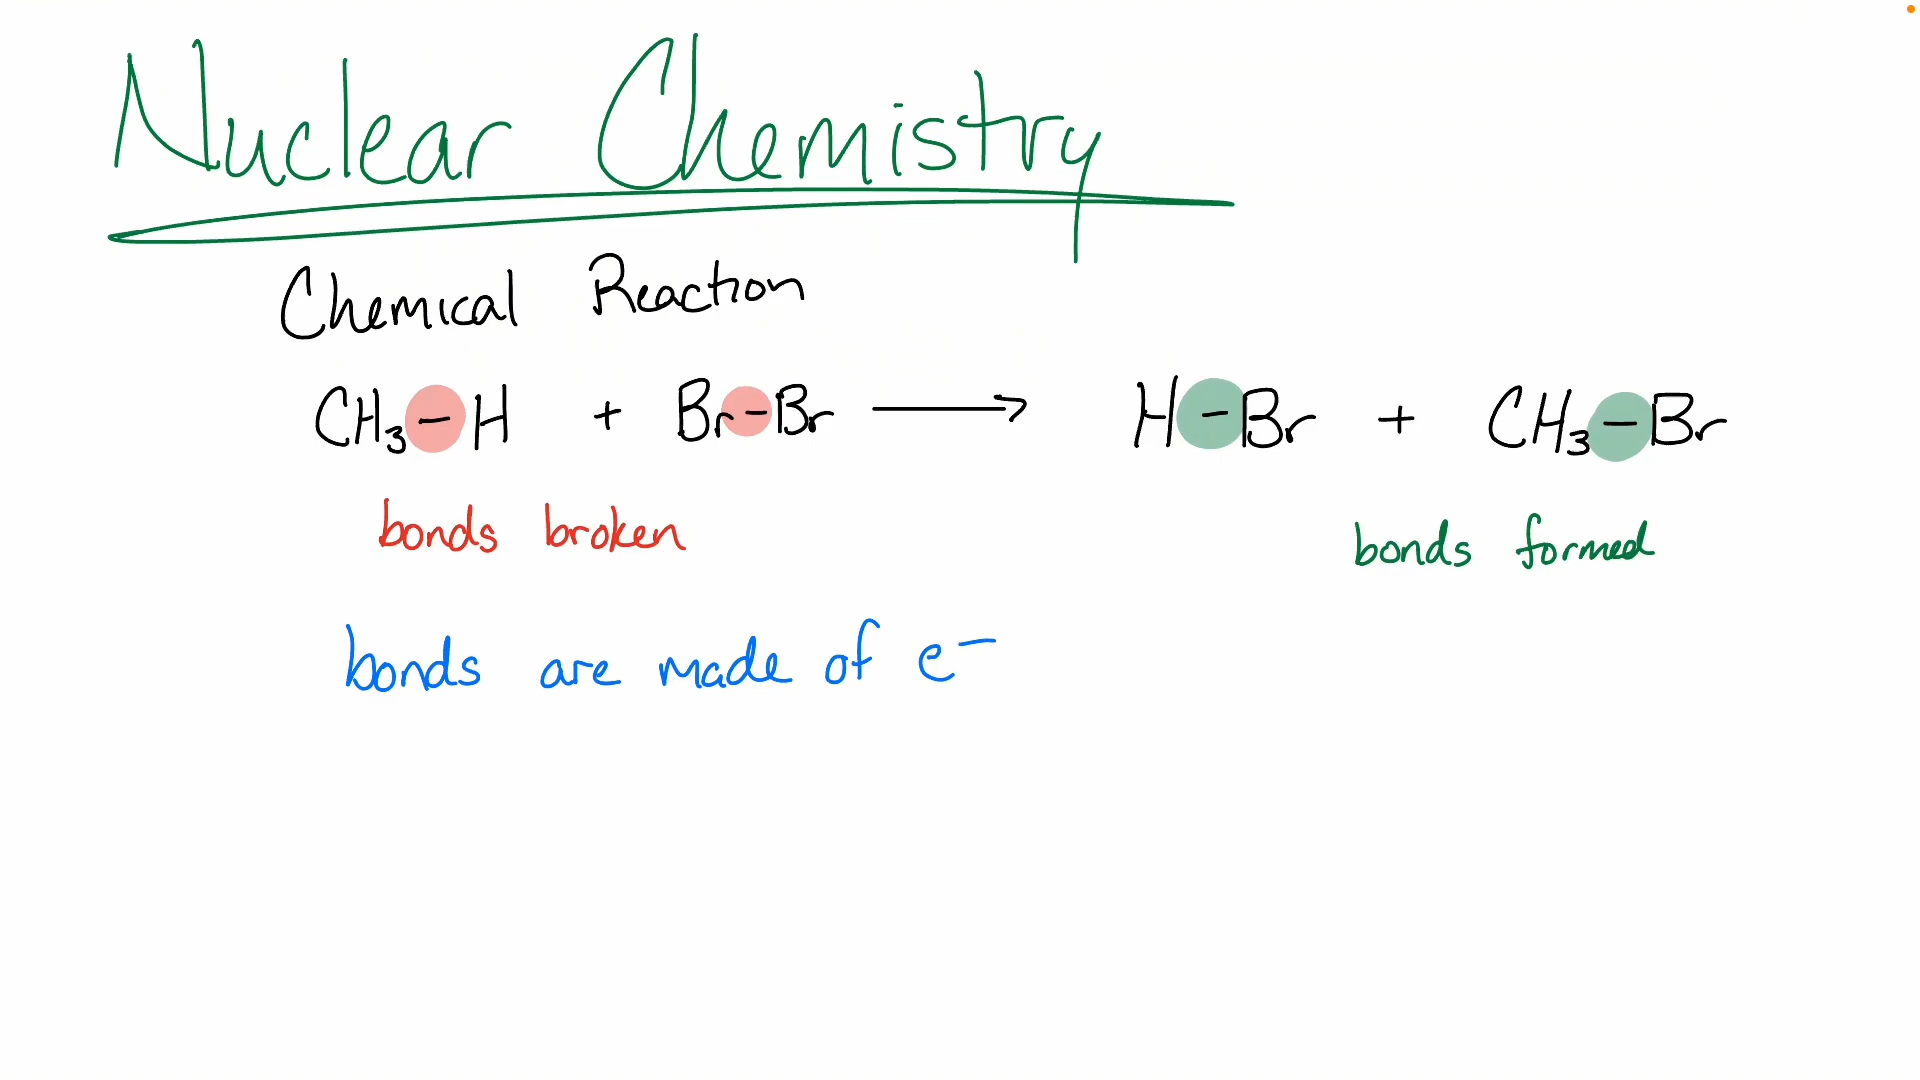 Nuclear Chemistry
Chemical Reaction
CH₃-H + Br-Br ⟶ H-Br + CH₃-Br
bonds broken bonds formed
bonds are made of e⁻